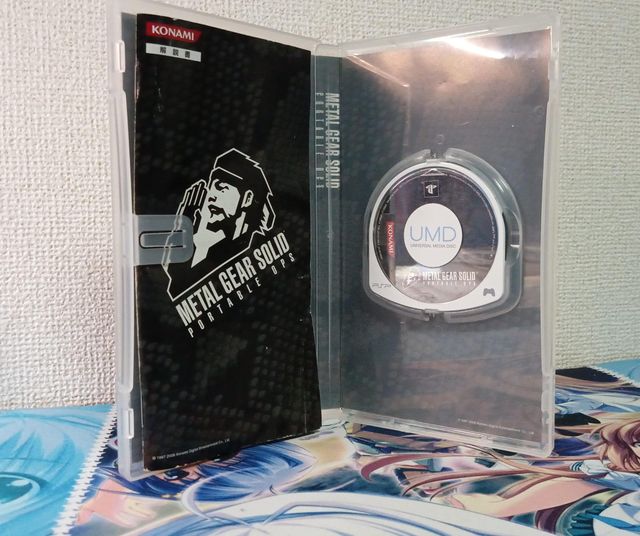 KONAMI
解説書
METAL GEAR SOLID
PORTABLE OPS
METAL GEAR SOLID
PORTABLE OPS
KONAMI
UMD
UNIVERSAL MEDIA DISC
METAL GEAR SOLID
PORTABLE OPS
PSP